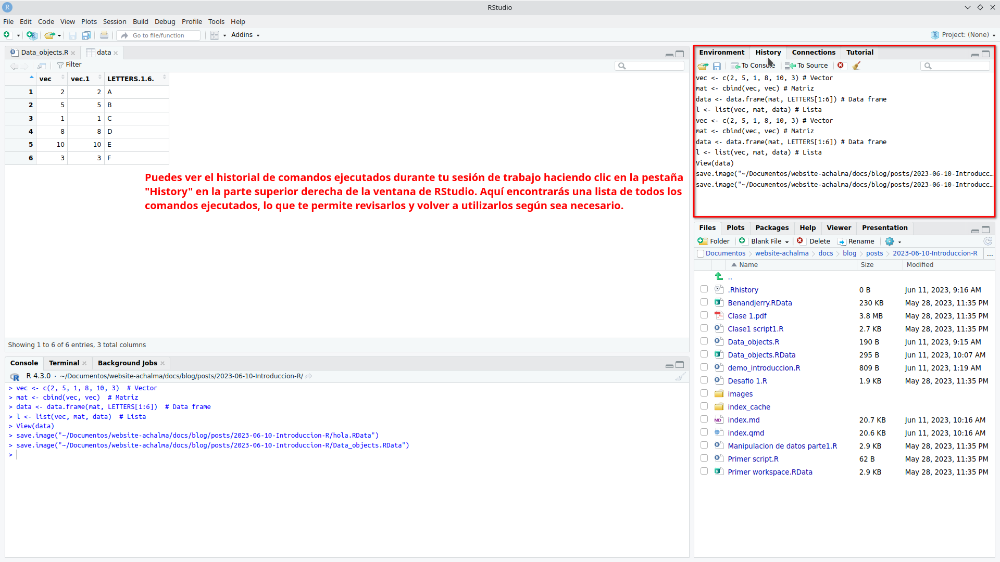 RStudio
File Edit Code View Plots Session Build Debug Profile Tools Help
Go to file/function Addins Project: (None)
Data_objects.R data
Filter
vec vec.1 LETTERS.1.6.
1 2 2 A
2 5 5 B
3 1 1 C
4 8 8 D
5 10 10 E
6 3 3 F
Puedes ver el historial de comandos ejecutados durante tu sesión de trabajo haciendo clic en la pestaña
"History" en la parte superior derecha de la ventana de RStudio. Aquí encontrarás una lista de todos los
comandos ejecutados, lo que te permite revisarlos y volver a utilizarlos según sea necesario.
Showing 1 to 6 of 6 entries, 3 total columns
Console Terminal Background Jobs
R 4.3.0 · ~/Documentos/website-achalma/docs/blog/posts/2023-06-10-Introduccion-R/
> vec <- c(2, 5, 1, 8, 10, 3)  # Vector
> mat <- cbind(vec, vec)  # Matriz
> data <- data.frame(mat, LETTERS[1:6])  # Data frame
> l <- list(vec, mat, data)  # Lista
> View(data)
> save.image("~/Documentos/website-achalma/docs/blog/posts/2023-06-10-Introduccion-R/hola.RData")
> save.image("~/Documentos/website-achalma/docs/blog/posts/2023-06-10-Introduccion-R/Data_objects.RData")
>
Environment History Connections Tutorial
To Console To Source
vec <- c(2, 5, 1, 8, 10, 3) # Vector
mat <- cbind(vec, vec) # Matriz
data <- data.frame(mat, LETTERS[1:6]) # Data frame
l <- list(vec, mat, data) # Lista
vec <- c(2, 5, 1, 8, 10, 3) # Vector
mat <- cbind(vec, vec) # Matriz
data <- data.frame(mat, LETTERS[1:6]) # Data frame
l <- list(vec, mat, data) # Lista
View(data)
save.image("~/Documentos/website-achalma/docs/blog/posts/2023-06-10-Introducc…
save.image("~/Documentos/website-achalma/docs/blog/posts/2023-06-10-Introducc…
Files Plots Packages Help Viewer Presentation
Folder Blank File Delete Rename
Documentos website-achalma docs blog posts 2023-06-10-Introduccion-R ...
Name Size Modified
..
.Rhistory 0 B Jun 11, 2023, 9:16 AM
Benandjerry.RData 230 KB May 28, 2023, 11:35 PM
Clase 1.pdf 3.8 MB May 28, 2023, 11:35 PM
Clase1 script1.R 2.7 KB May 28, 2023, 11:35 PM
Data_objects.R 190 B Jun 11, 2023, 9:15 AM
Data_objects.RData 295 B Jun 11, 2023, 10:07 AM
demo_introduccion.R 809 B Jun 11, 2023, 1:19 AM
Desafio 1.R 1.9 KB May 28, 2023, 11:35 PM
images
index_cache
index.md 20.7 KB Jun 11, 2023, 10:16 AM
index.qmd 20.6 KB Jun 11, 2023, 10:16 AM
Manipulacion de datos parte1.R 2.9 KB May 28, 2023, 11:35 PM
Primer script.R 62 B May 28, 2023, 11:35 PM
Primer workspace.RData 2.9 KB May 28, 2023, 11:35 PM